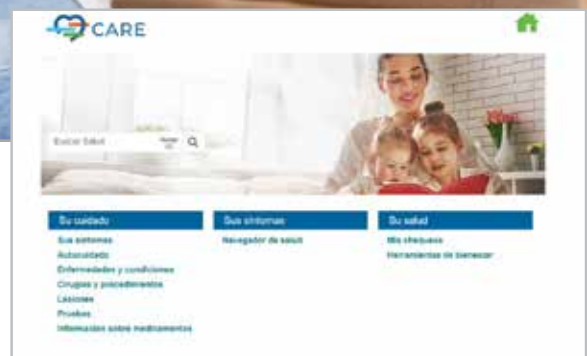 CARE
Buscar Salud
Su cuidado
Sus síntomas
Autocuidado
Enfermedades y condiciones
Cirugías y procedimientos
Lesiones
Pruebas
Información sobre medicamentos
Sus síntomas
Navegador de salud
Su salud
Mis chequeos
Herramientas de bienestar